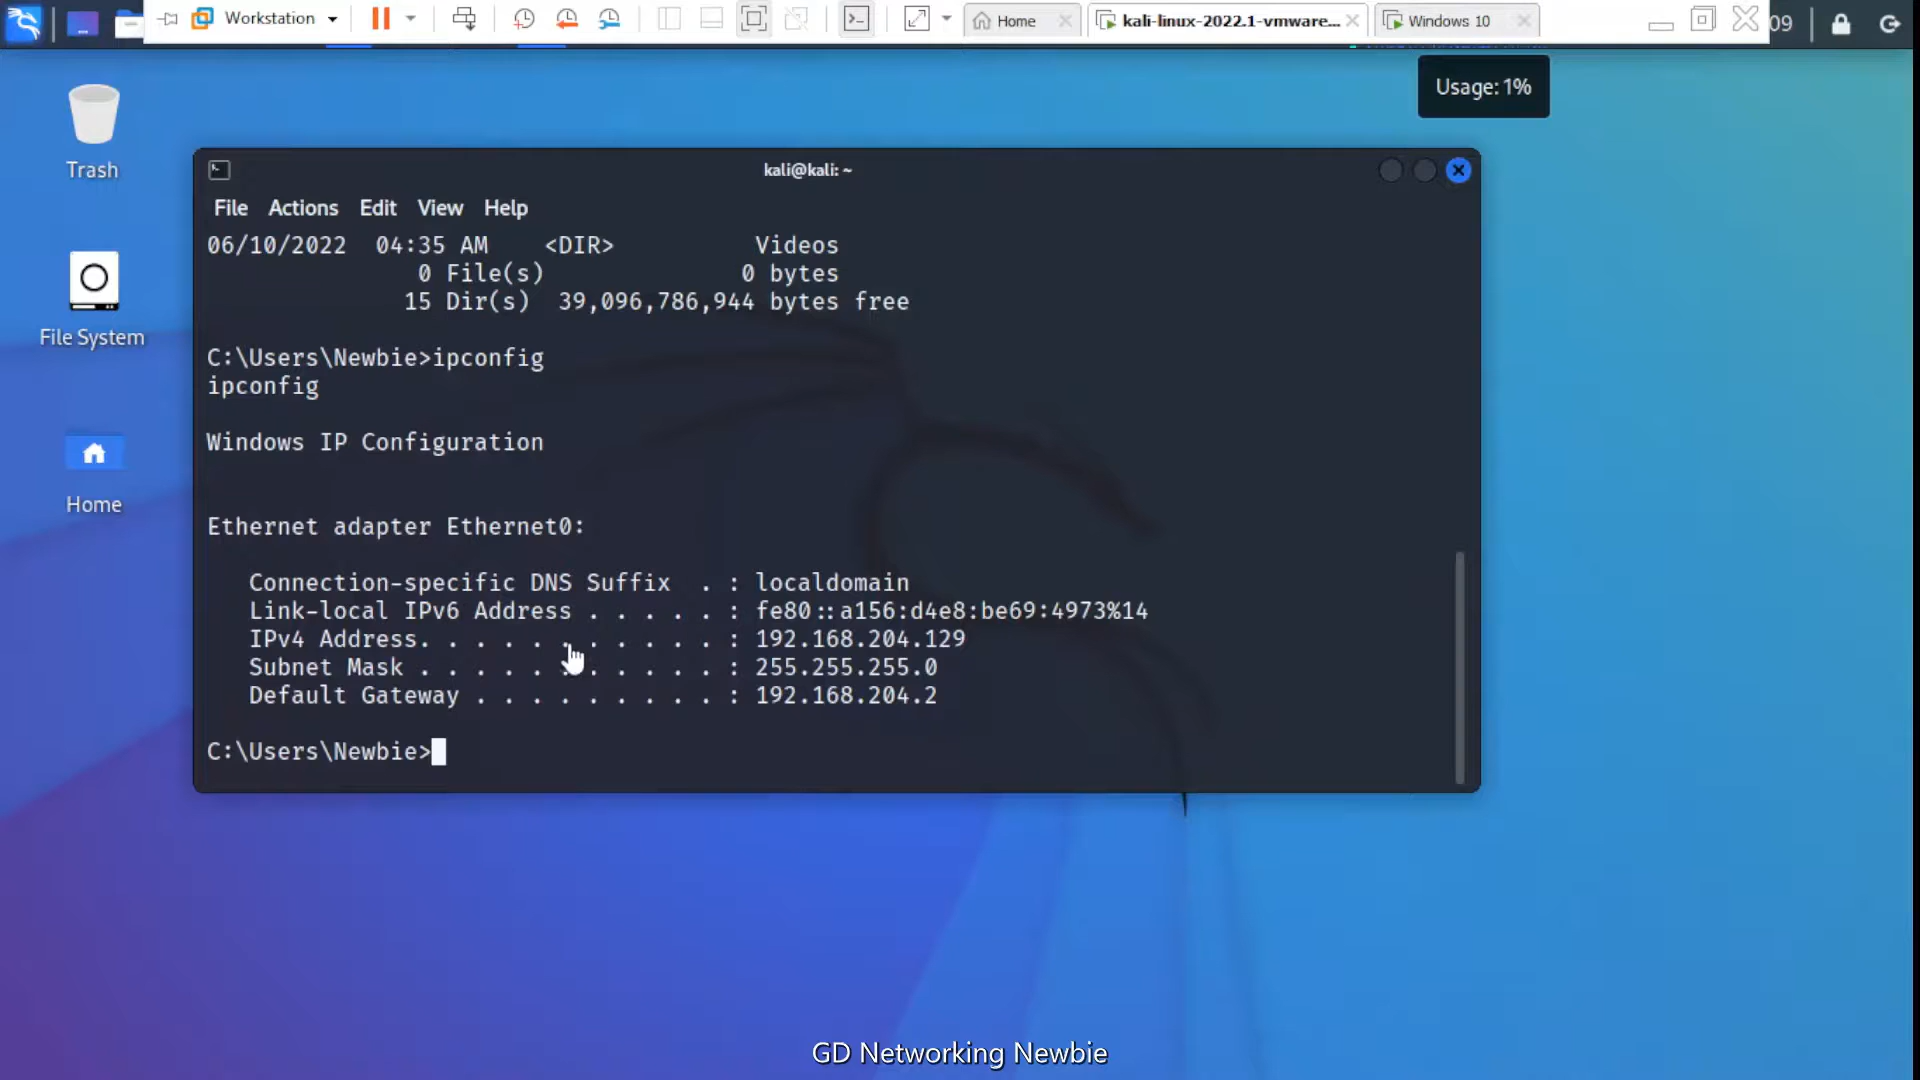 Workstation
Home
kali-linux-2022.1-vmware...
Windows 10
09
Usage: 1%
Trash
File System
Home
kali@kali: ~
File Actions Edit View Help
06/10/2022  04:35 AM    <DIR>          Videos
0 File(s)              0 bytes
15 Dir(s)  39,096,786,944 bytes free
C:\Users\Newbie>ipconfig
ipconfig
Windows IP Configuration
Ethernet adapter Ethernet0:
Connection-specific DNS Suffix  . : localdomain
Link-local IPv6 Address . . . . . : fe80::a156:d4e8:be69:4973%14
IPv4 Address. . . . . . . . . . . : 192.168.204.129
Subnet Mask . . . . . . . . . . . : 255.255.255.0
Default Gateway . . . . . . . . . : 192.168.204.2
C:\Users\Newbie>
GD Networking Newbie